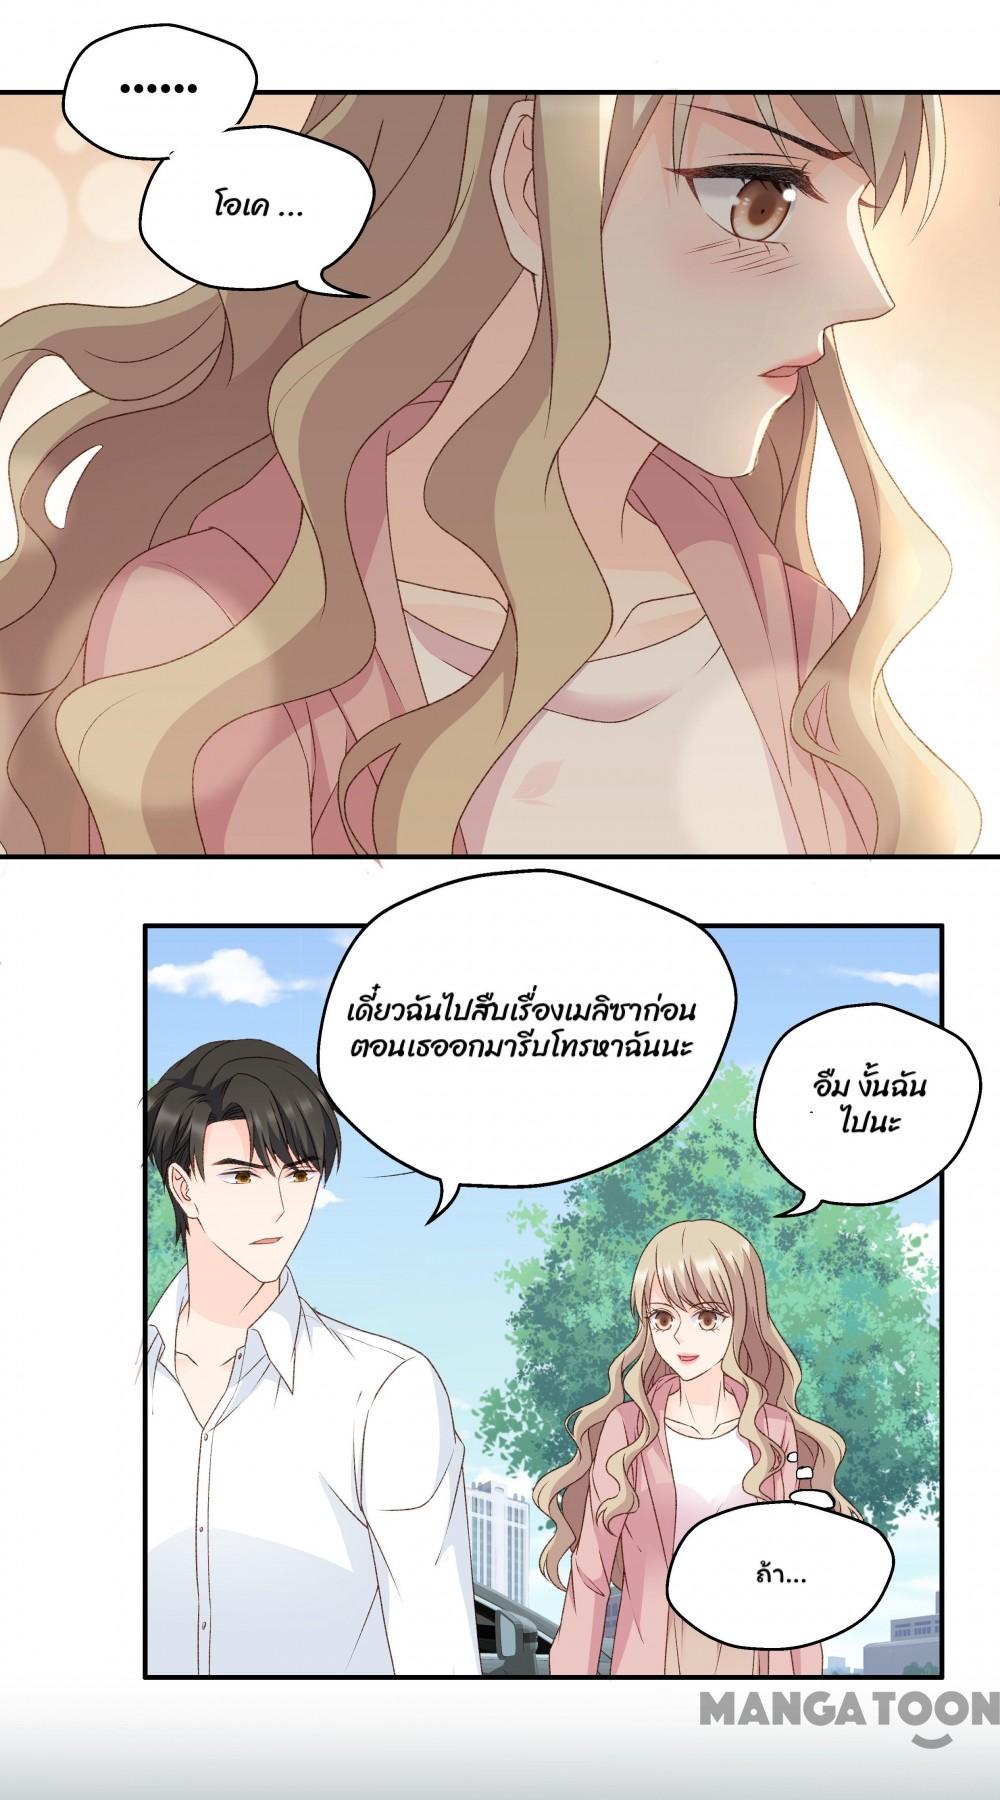 ......
โอเค ...
เดี๋ยวฉันไปสืบเรื่องเมลิซาก่อน
ตอนเธอออกมารีบโทรหาฉันนะ
อืม งั้นฉัน
ไปนะ
ถ้า...
MANGATOON